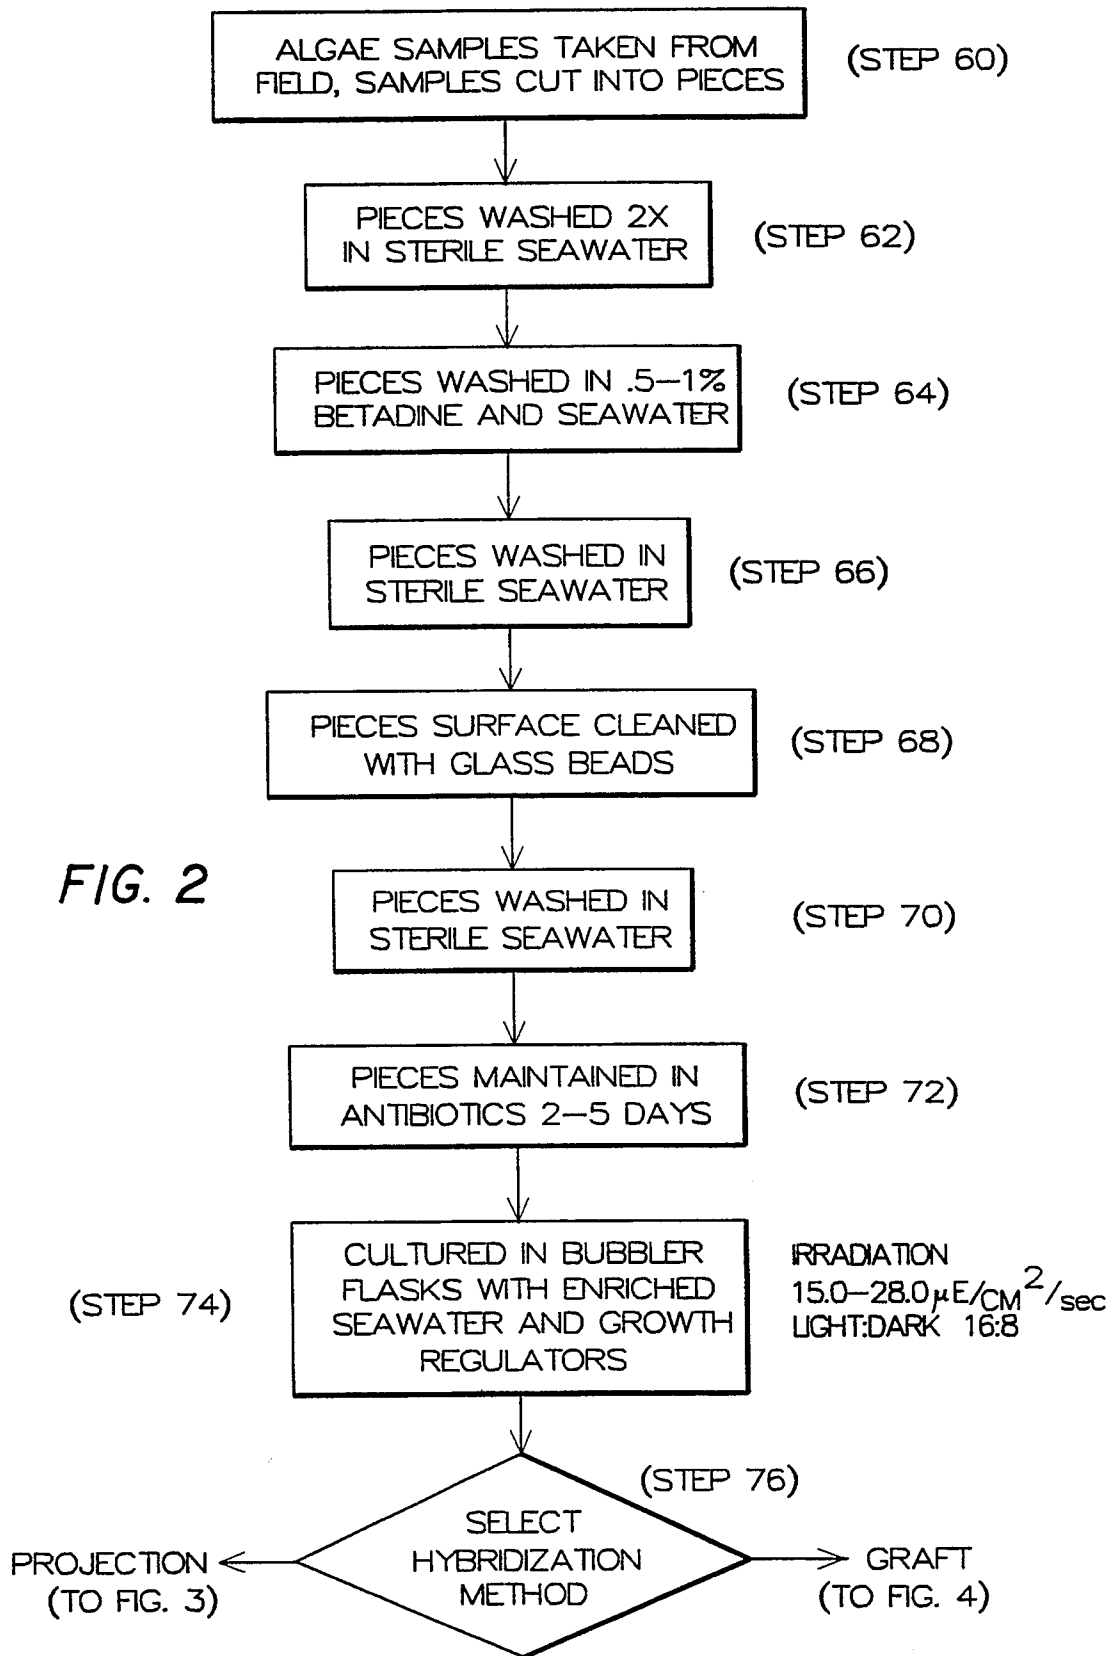 ALGAE SAMPLES TAKEN FROM
FIELD, SAMPLES CUT INTO PIECES
(STEP 60)
PIECES WASHED 2X
IN STERILE SEAWATER
(STEP 62)
PIECES WASHED IN .5–1%
BETADINE AND SEAWATER
(STEP 64)
PIECES WASHED IN
STERILE SEAWATER
(STEP 66)
PIECES SURFACE CLEANED
WITH GLASS BEADS
(STEP 68)
FIG. 2
PIECES WASHED IN
STERILE SEAWATER
(STEP 70)
PIECES MAINTAINED IN
ANTIBIOTICS 2–5 DAYS
(STEP 72)
(STEP 74)
CULTURED IN BUBBLER
FLASKS WITH ENRICHED
SEAWATER AND GROWTH
REGULATORS
IRRADIATION
15.0–28.0 µE/CM²/sec
LIGHT:DARK 16:8
(STEP 76)
SELECT
HYBRIDIZATION
METHOD
PROJECTION
(TO FIG. 3)
GRAFT
(TO FIG. 4)